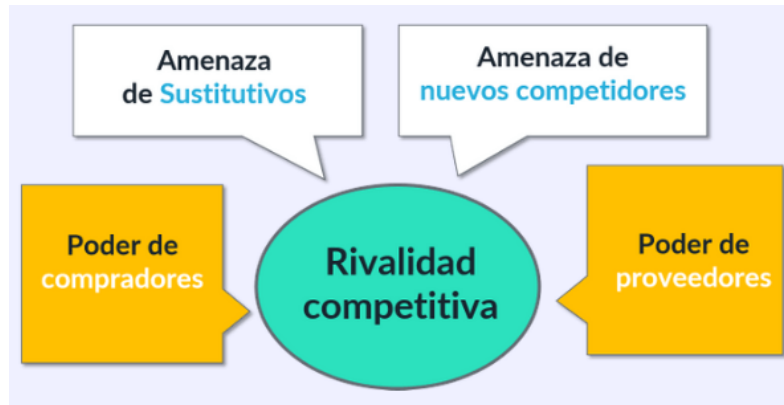 Amenaza
de Sustitutivos
Amenaza de
nuevos competidores
Poder de
compradores
Rivalidad
competitiva
Poder de
proveedores